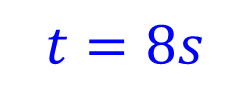 t = 8s